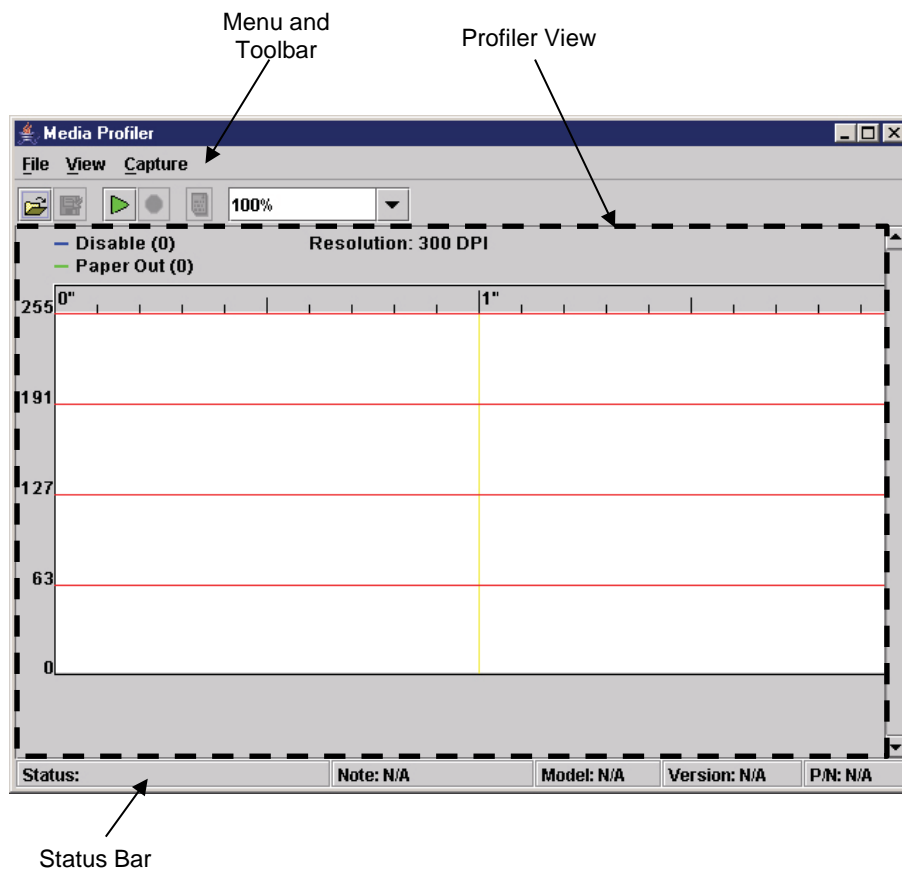 Menu and
Toolbar
Profiler View
Media Profiler
File View Capture
100%
Disable (0) Resolution: 300 DPI
Paper Out (0)
0" 1"
255
191
127
63
0
Status: Note: N/A Model: N/A Version: N/A P/N: N/A
Status Bar